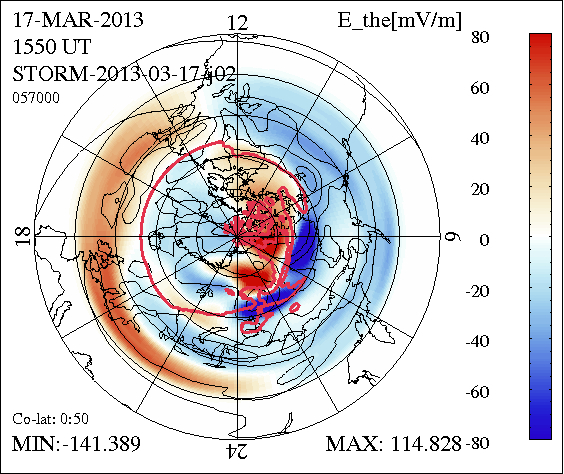 17-MAR-2013
12
E_the[mV/m]
1550 UT
STORM-2013-03-17-j02
057000
80
60
40
20
0
-20
-40
-60
-80
18
6
24
Co-lat: 0:50
MIN:-141.389
MAX: 114.828